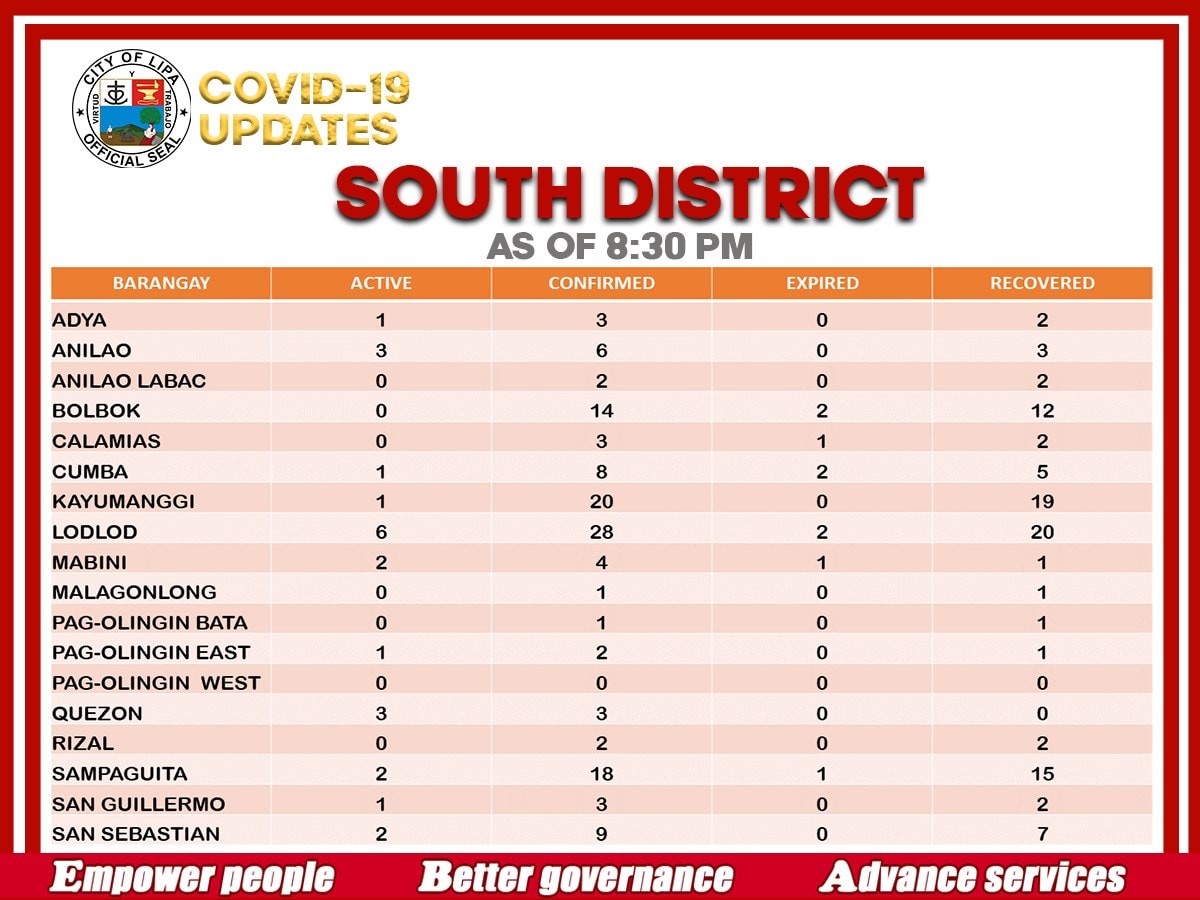 CITY OF LIPA
Y
VIRTUD
TRABAJO
OFFICIAL SEAL
COVID-19
UPDATES
SOUTH DISTRICT
AS OF 8:30 PM
BARANGAY ACTIVE CONFIRMED EXPIRED RECOVERED
ADYA 1 3 0 2
ANILAO 3 6 0 3
ANILAO LABAC 0 2 0 2
BOLBOK 0 14 2 12
CALAMIAS 0 3 1 2
CUMBA 1 8 2 5
KAYUMANGGI 1 20 0 19
LODLOD 6 28 2 20
MABINI 2 4 1 1
MALAGONLONG 0 1 0 1
PAG-OLINGIN BATA 0 1 0 1
PAG-OLINGIN EAST 1 2 0 1
PAG-OLINGIN WEST 0 0 0 0
QUEZON 3 3 0 0
RIZAL 0 2 0 2
SAMPAGUITA 2 18 1 15
SAN GUILLERMO 1 3 0 2
SAN SEBASTIAN 2 9 0 7
Empower people Better governance Advance services